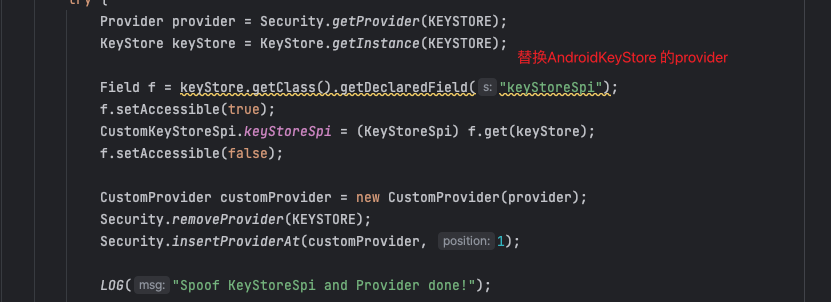 try {
Provider provider = Security.getProvider(KEYSTORE);
KeyStore keyStore = KeyStore.getInstance(KEYSTORE);
替换AndroidKeyStore 的provider
Field f = keyStore.getClass().getDeclaredField( s: "keyStoreSpi");
f.setAccessible(true);
CustomKeyStoreSpi.keyStoreSpi = (KeyStoreSpi) f.get(keyStore);
f.setAccessible(false);
CustomProvider customProvider = new CustomProvider(provider);
Security.removeProvider(KEYSTORE);
Security.insertProviderAt(customProvider, position: 1);
LOG( msg: "Spoof KeyStoreSpi and Provider done!");